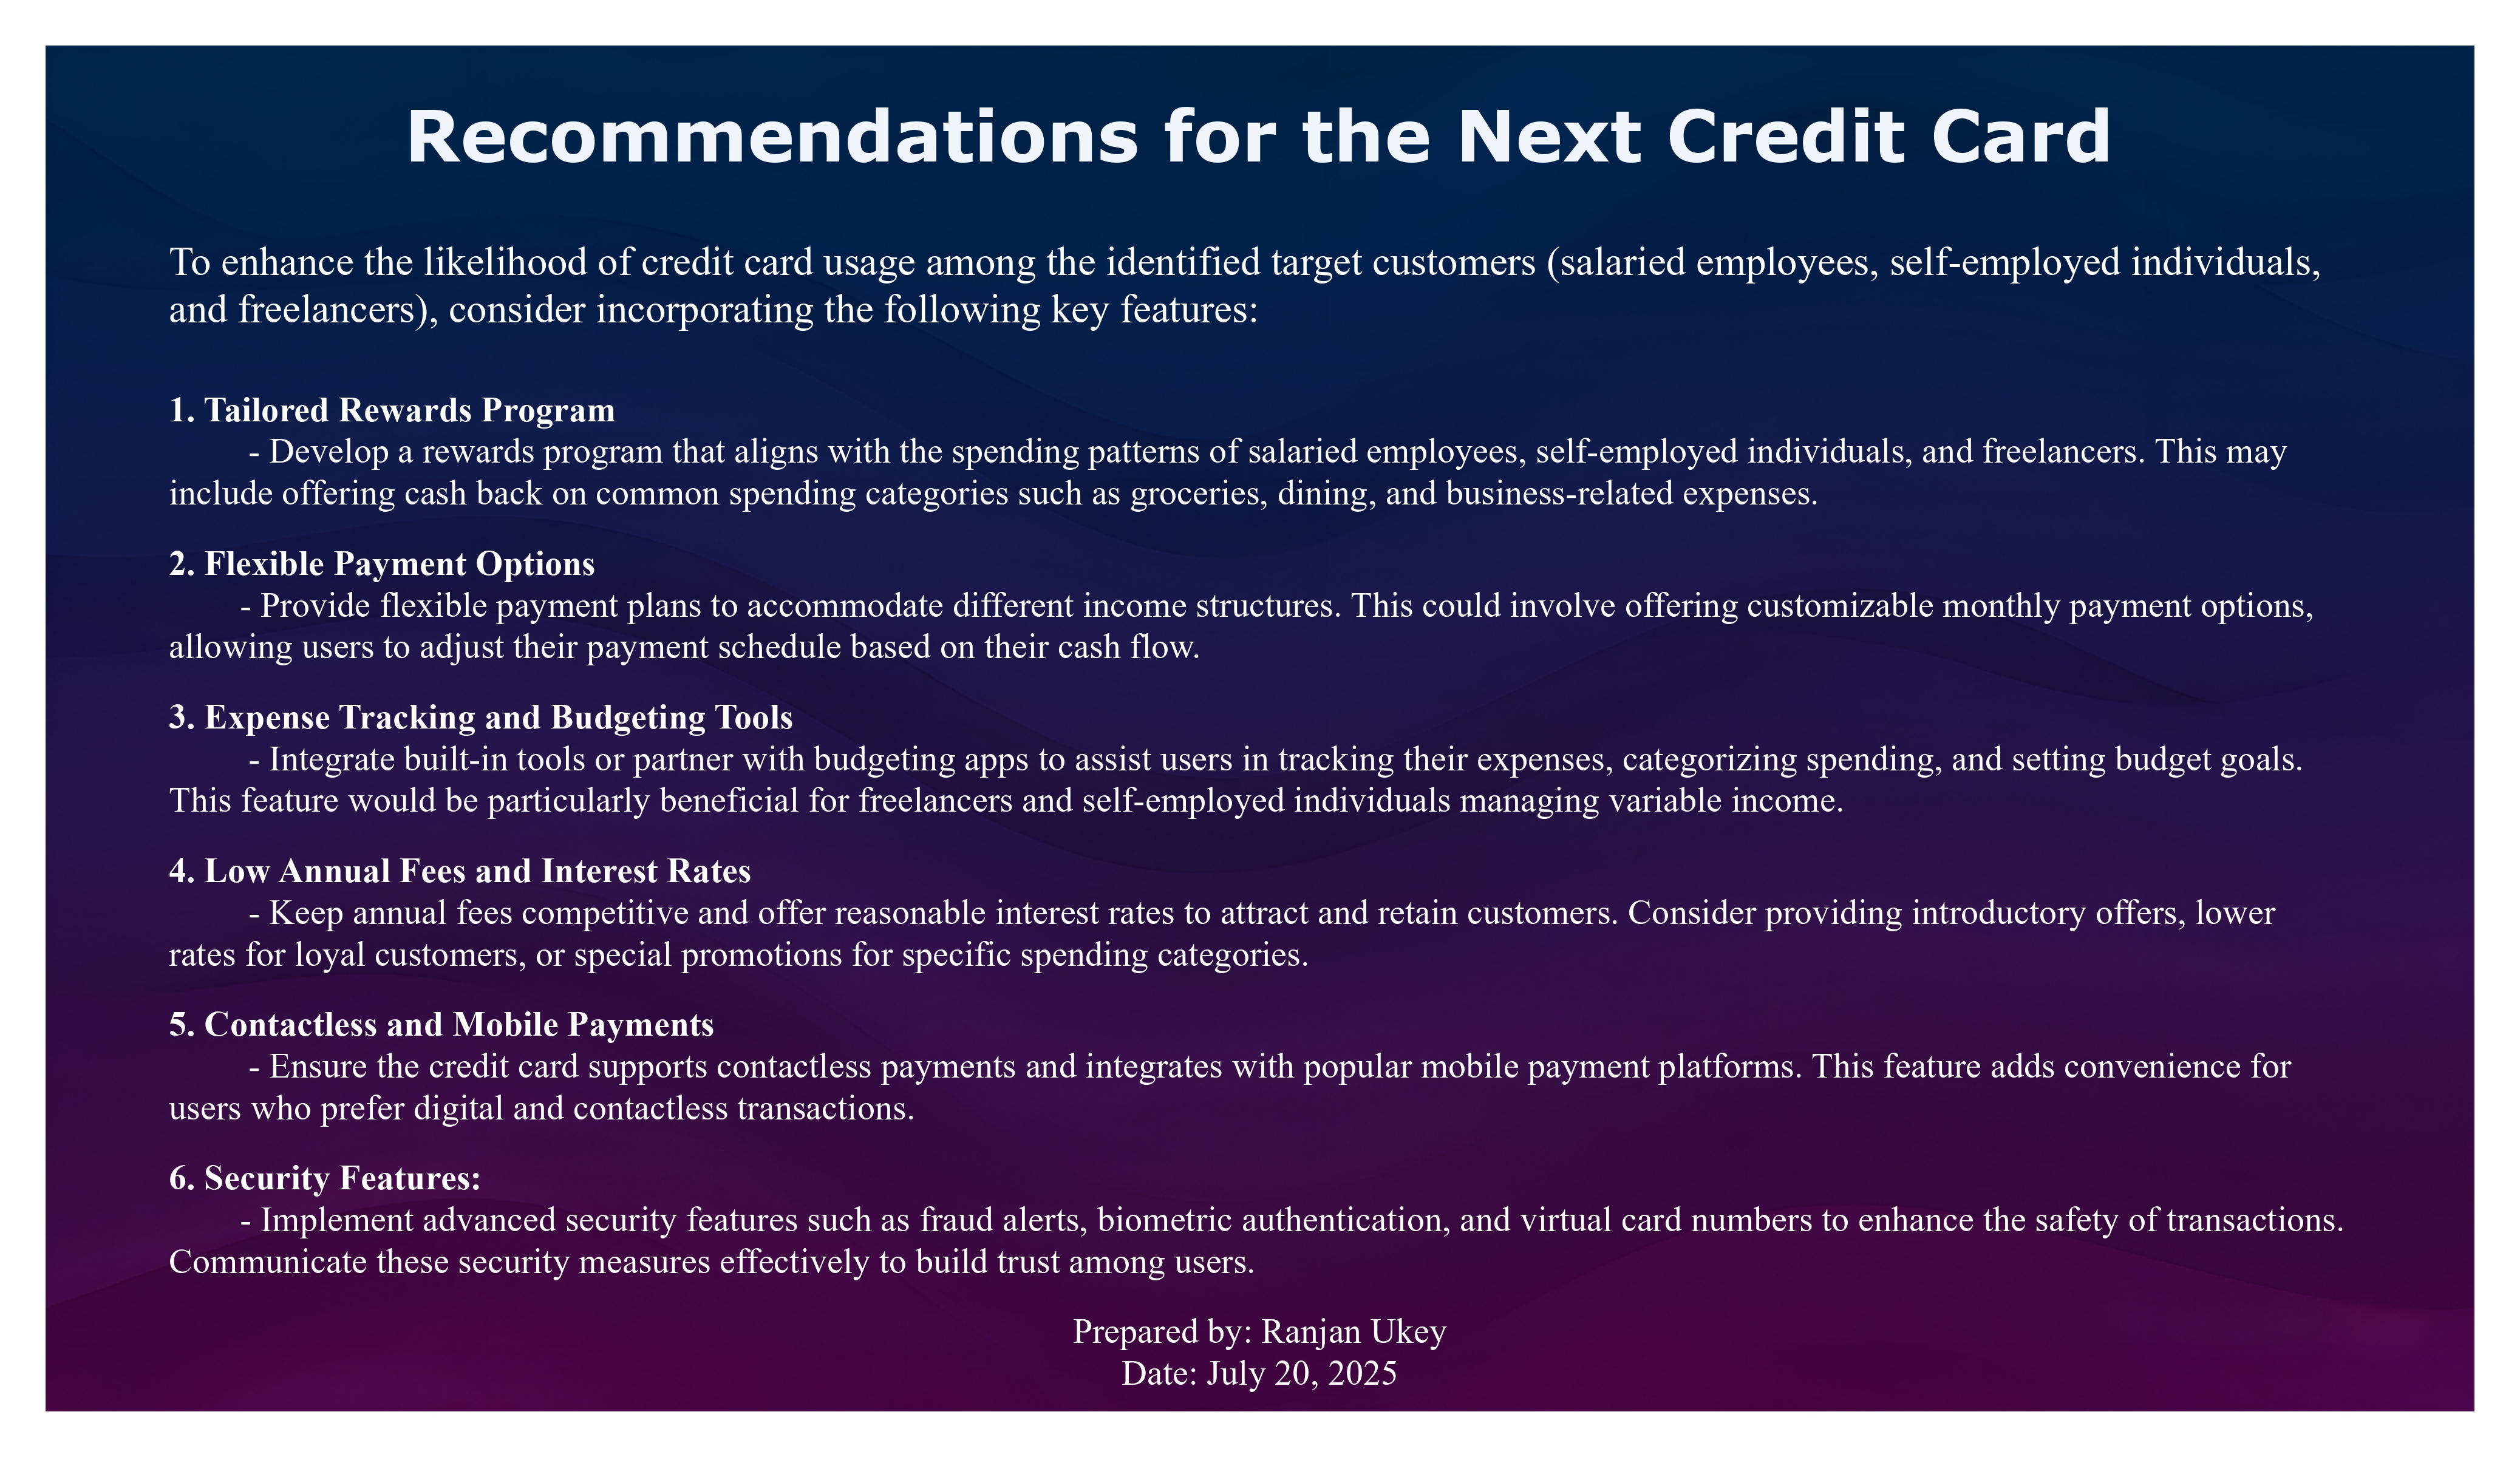 Recommendations for the Next Credit Card
To enhance the likelihood of credit card usage among the identified target customers (salaried employees, self-employed individuals,
and freelancers), consider incorporating the following key features:
1. Tailored Rewards Program
- Develop a rewards program that aligns with the spending patterns of salaried employees, self-employed individuals, and freelancers. This may
include offering cash back on common spending categories such as groceries, dining, and business-related expenses.
2. Flexible Payment Options
- Provide flexible payment plans to accommodate different income structures. This could involve offering customizable monthly payment options,
allowing users to adjust their payment schedule based on their cash flow.
3. Expense Tracking and Budgeting Tools
- Integrate built-in tools or partner with budgeting apps to assist users in tracking their expenses, categorizing spending, and setting budget goals.
This feature would be particularly beneficial for freelancers and self-employed individuals managing variable income.
4. Low Annual Fees and Interest Rates
- Keep annual fees competitive and offer reasonable interest rates to attract and retain customers. Consider providing introductory offers, lower
rates for loyal customers, or special promotions for specific spending categories.
5. Contactless and Mobile Payments
- Ensure the credit card supports contactless payments and integrates with popular mobile payment platforms. This feature adds convenience for
users who prefer digital and contactless transactions.
6. Security Features:
- Implement advanced security features such as fraud alerts, biometric authentication, and virtual card numbers to enhance the safety of transactions.
Communicate these security measures effectively to build trust among users.
Prepared by: Ranjan Ukey
Date: July 20, 2025